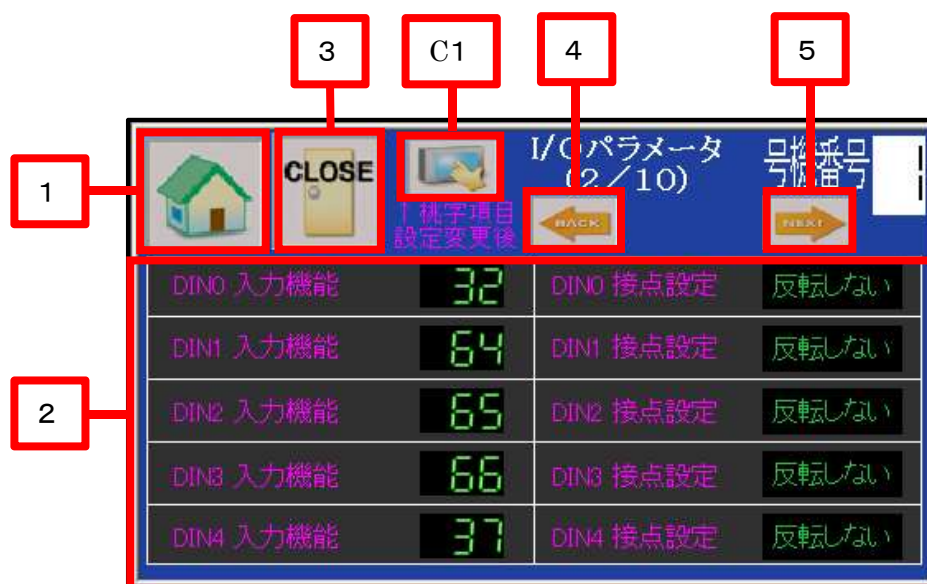 3 C1 4 5
1
CLOSE
I/Oパラメータ
(2/10)
号機番号
1
↑桃字項目
設定変更後
BACK
NEXT
2
DIN0 入力機能 32 DIN0 接点設定 反転しない
DIN1 入力機能 64 DIN1 接点設定 反転しない
DIN2 入力機能 65 DIN2 接点設定 反転しない
DIN3 入力機能 66 DIN3 接点設定 反転しない
DIN4 入力機能 37 DIN4 接点設定 反転しない